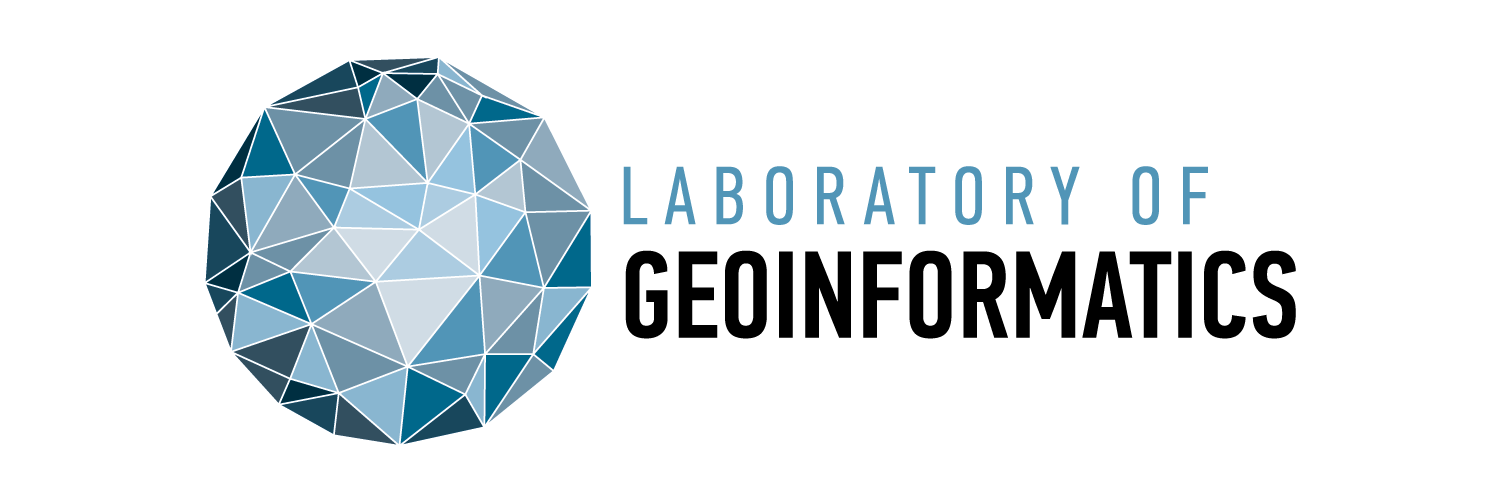 LABORATORY OF
GEOINFORMATICS